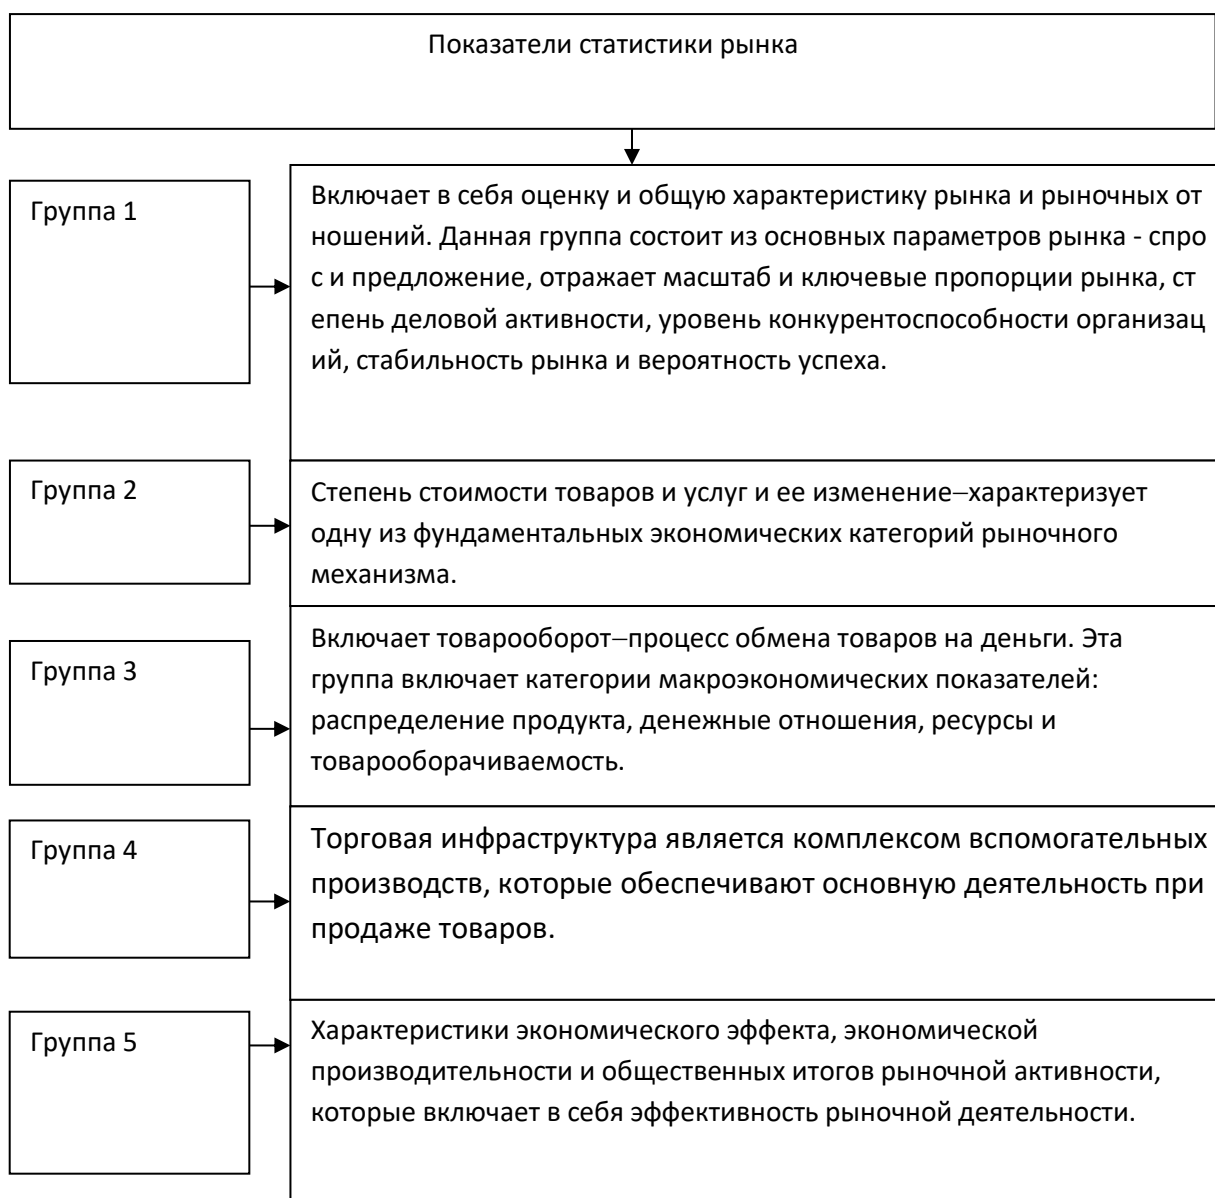 Показатели статистики рынка
Группа 1
Включает в себя оценку и общую характеристику рынка и рыночных от
ношений. Данная группа состоит из основных параметров рынка - спро
с и предложение, отражает масштаб и ключевые пропорции рынка, ст
епень деловой активности, уровень конкурентоспособности организац
ий, стабильность рынка и вероятность успеха.
Группа 2
Степень стоимости товаров и услуг и ее изменение–характеризует
одну из фундаментальных экономических категорий рыночного
механизма.
Группа 3
Включает товарооборот–процесс обмена товаров на деньги. Эта
группа включает категории макроэкономических показателей:
распределение продукта, денежные отношения, ресурсы и
товарооборачиваемость.
Группа 4
Торговая инфраструктура является комплексом вспомогательных
производств, которые обеспечивают основную деятельность при
продаже товаров.
Группа 5
Характеристики экономического эффекта, экономической
производительности и общественных итогов рыночной активности,
которые включает в себя эффективность рыночной деятельности.